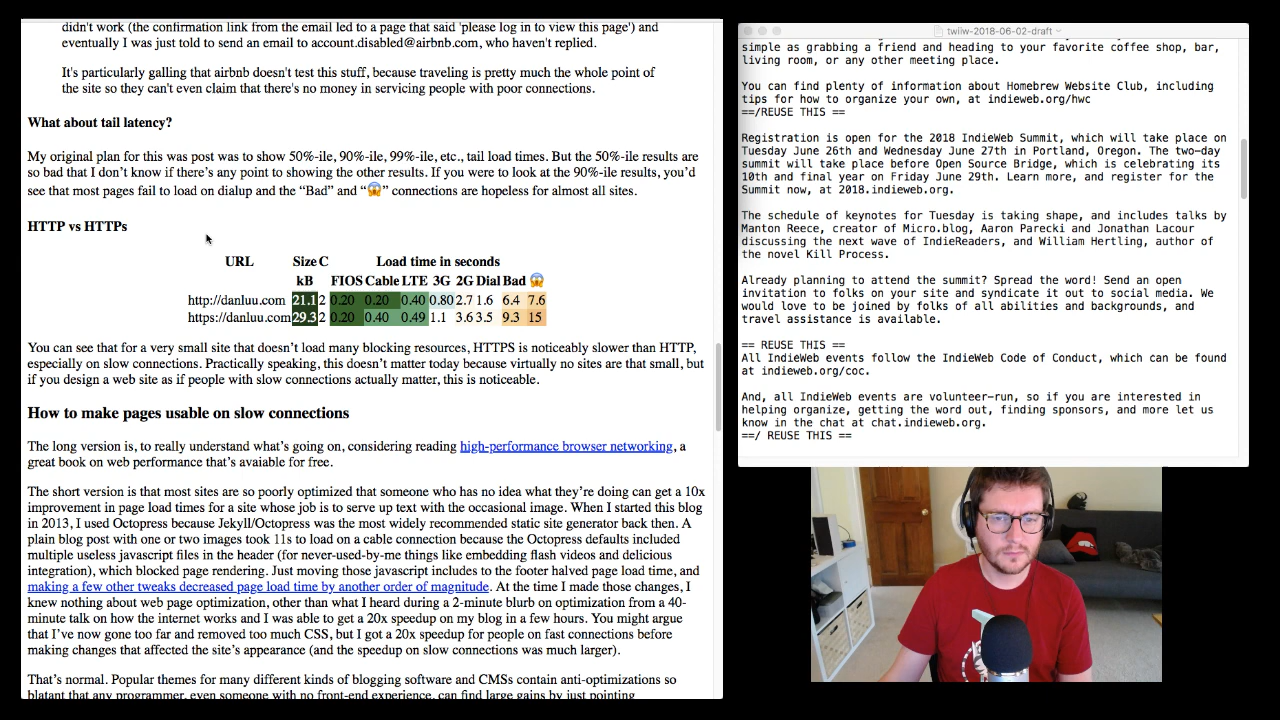 didn't work (the confirmation link from the email led to a page that said 'please log in to view this page') and
eventually I was just told to send an email to account.disabled@airbnb.com, who haven't replied.
It's particularly galling that airbnb doesn't test this stuff, because traveling is pretty much the whole point of
the site so they can't even claim that there's no money in servicing people with poor connections.
What about tail latency?
My original plan for this was post was to show 50%-ile, 90%-ile, 99%-ile, etc., tail load times. But the 50%-ile results are
so bad that I don't know if there's any point to showing the other results. If you were to look at the 90%-ile results, you'd
see that most pages fail to load on dialup and the “Bad” and “😱” connections are hopeless for almost all sites.
HTTP vs HTTPs
URL Size C Load time in seconds
kB FIOS Cable LTE 3G 2G Dial Bad 😱
http://danluu.com 21.1 2 0.20 0.20 0.40 0.80 2.7 1.6 6.4 7.6
https://danluu.com 29.3 2 0.20 0.40 0.49 1.1 3.6 3.5 9.3 15
You can see that for a very small site that doesn't load many blocking resources, HTTPS is noticeably slower than HTTP,
especially on slow connections. Practically speaking, this doesn't matter today because virtually no sites are that small, but
if you design a web site as if people with slow connections actually matter, this is noticeable.
How to make pages usable on slow connections
The long version is, to really understand what's going on, considering reading high-performance browser networking, a
great book on web performance that's avaiable for free.
The short version is that most sites are so poorly optimized that someone who has no idea what they're doing can get a 10x
improvement in page load times for a site whose job is to serve up text with the occasional image. When I started this blog
in 2013, I used Octopress because Jekyll/Octopress was the most widely recommended static site generator back then. A
plain blog post with one or two images took 11s to load on a cable connection because the Octopress defaults included
multiple useless javascript files in the header (for never-used-by-me things like embedding flash videos and delicious
integration), which blocked page rendering. Just moving those javascript includes to the footer halved page load time, and
making a few other tweaks decreased page load time by another order of magnitude. At the time I made those changes, I
knew nothing about web page optimization, other than what I heard during a 2-minute blurb on optimization from a 40-
minute talk on how the internet works and I was able to get a 20x speedup on my blog in a few hours. You might argue
that I've now gone too far and removed too much CSS, but I got a 20x speedup for people on fast connections before
making changes that affected the site's appearance (and the speedup on slow connections was much larger).
That's normal. Popular themes for many different kinds of blogging software and CMSs contain anti-optimizations so
blatant that any programmer, even someone with no front-end experience, can find large gains by just pointing
twiiw-2018-06-02-draft
simple as grabbing a friend and heading to your favorite coffee shop, bar,
living room, or any other meeting place.
You can find plenty of information about Homebrew Website Club, including
tips for how to organize your own, at indieweb.org/hwc
==/REUSE THIS ==
Registration is open for the 2018 IndieWeb Summit, which will take place on
Tuesday June 26th and Wednesday June 27th in Portland, Oregon. The two-day
summit will take place before Open Source Bridge, which is celebrating its
10th and final year on Friday June 29th. Learn more, and register for the
Summit now, at 2018.indieweb.org.
The schedule of keynotes for Tuesday is taking shape, and includes talks by
Manton Reece, creator of Micro.blog, Aaron Parecki and Jonathan Lacour
discussing the next wave of IndieReaders, and William Hertling, author of
the novel Kill Process.
Already planning to attend the summit? Spread the word! Send an open
invitation to folks on your site and syndicate it out to social media. We
would love to be joined by folks of all abilities and backgrounds, and
travel assistance is available.
== REUSE THIS ==
All IndieWeb events follow the IndieWeb Code of Conduct, which can be found
at indieweb.org/coc.
And, all IndieWeb events are volunteer-run, so if you are interested in
helping organize, getting the word out, finding sponsors, and more let us
know in the chat at chat.indieweb.org.
==/ REUSE THIS ==